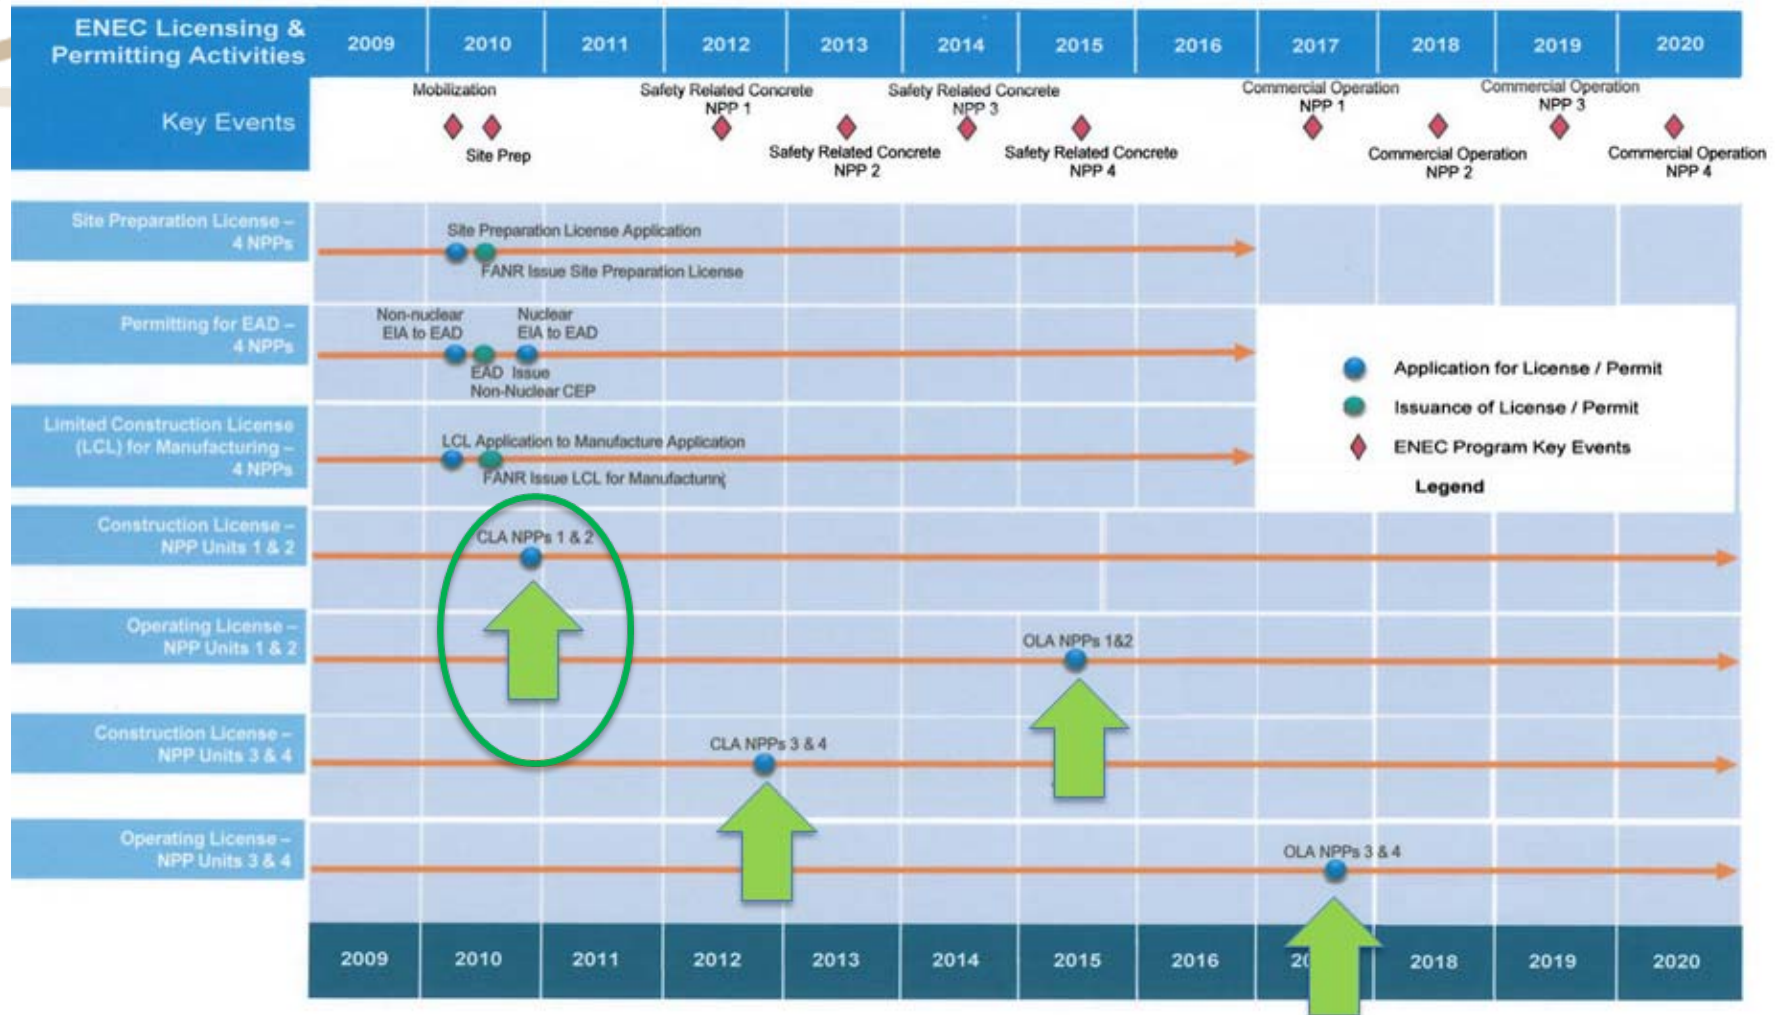 ENEC Licensing &
Permitting Activities
2009 2010 2011 2012 2013 2014 2015 2016 2017 2018 2019 2020
Key Events
Mobilization
Site Prep
Safety Related Concrete
NPP 1
Safety Related Concrete
NPP 2
Safety Related Concrete
NPP 3
Safety Related Concrete
NPP 4
Commercial Operation
NPP 1
Commercial Operation
NPP 2
Commercial Operation
NPP 3
Commercial Operation
NPP 4
Site Preparation License –
4 NPPs
Site Preparation License Application
FANR Issue Site Preparation License
Permitting for EAD –
4 NPPs
Non-nuclear
EIA to EAD
Nuclear
EIA to EAD
EAD Issue
Non-Nuclear CEP
Application for License / Permit
Issuance of License / Permit
ENEC Program Key Events
Legend
Limited Construction License
(LCL) for Manufacturing –
4 NPPs
LCL Application to Manufacture Application
FANR Issue LCL for Manufacturing
Construction License –
NPP Units 1 & 2
CLA NPPs 1 & 2
Operating License –
NPP Units 1 & 2
OLA NPPs 1&2
Construction License –
NPP Units 3 & 4
CLA NPPs 3 & 4
Operating License –
NPP Units 3 & 4
OLA NPPs 3 & 4
2009 2010 2011 2012 2013 2014 2015 2016 20 2018 2019 2020